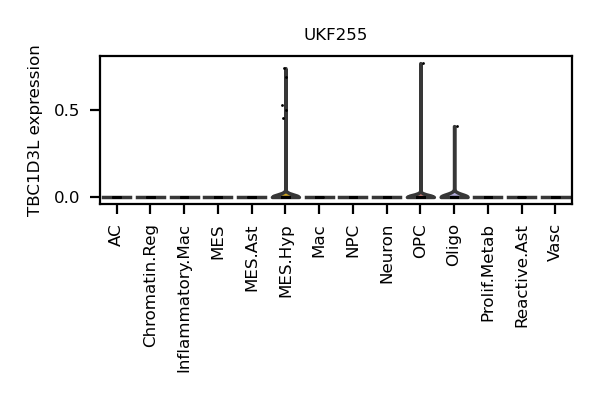 UKF255
TBC1D3L expression
0.5
0.0
AC
Chromatin.Reg
Inflammatory.Mac
MES
MES.Ast
MES.Hyp
Mac
NPC
Neuron
OPC
Oligo
Prolif.Metab
Reactive.Ast
Vasc